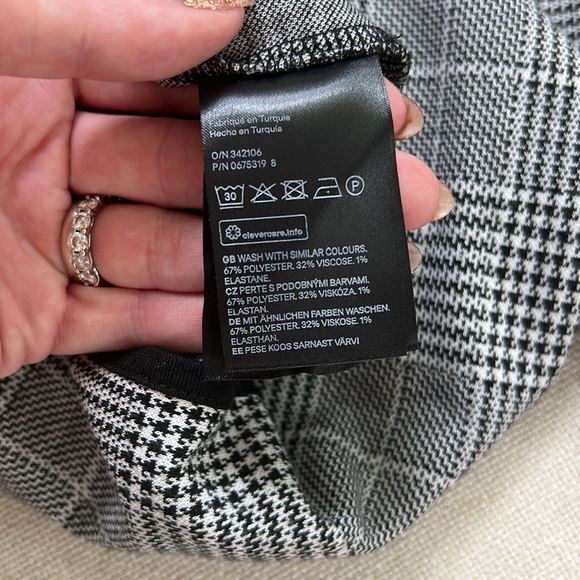 Fabriqué en Turquie
Hecho en Turquía
O/N 342106
P/N 0675319 8
30 P
clevercare.info
GB WASH WITH SIMILAR COLOURS.
67% POLYESTER. 32% VISCOSE. 1%
ELASTANE.
CZ PERTE S PODOBNÝMI BARVAMI.
67% POLYESTER. 32% VISKÓZA. 1%
ELASTAN.
DE MIT ÄHNLICHEN FARBEN WASCHEN.
67% POLYESTER. 32% VISKOSE. 1%
ELASTHAN.
EE PESE KOOS SARNAST VÄRVI